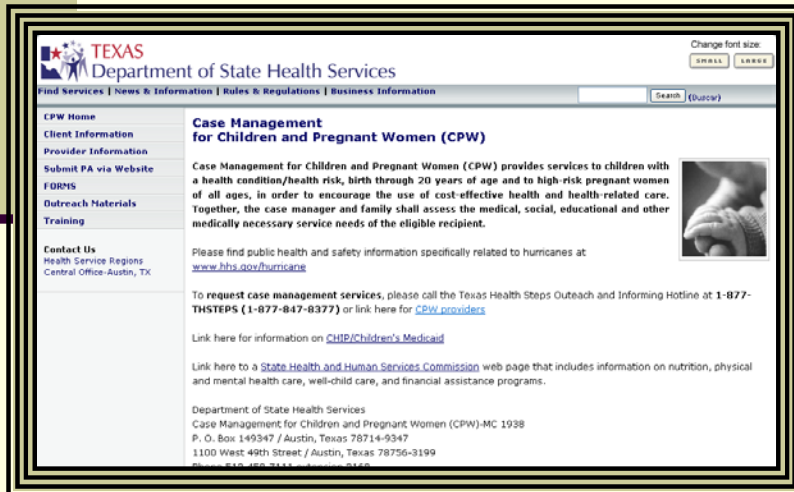 TEXAS
Department of State Health Services
Change font size:
SMALL LARGE
Find Services | News & Information | Rules & Regulations | Business Information
Search (Buscar)
CPW Home
Client Information
Provider Information
Submit PA via Website
FORMS
Outreach Materials
Training
Contact Us
Health Service Regions
Central Office-Austin, TX
Case Management
for Children and Pregnant Women (CPW)
Case Management for Children and Pregnant Women (CPW) provides services to children with
a health condition/health risk, birth through 20 years of age and to high-risk pregnant women
of all ages, in order to encourage the use of cost-effective health and health-related care.
Together, the case manager and family shall assess the medical, social, educational and other
medically necessary service needs of the eligible recipient.
Please find public health and safety information specifically related to hurricanes at
www.hhs.gov/hurricane
To request case management services, please call the Texas Health Steps Outeach and Informing Hotline at 1-877-
THSTEPS (1-877-847-8377) or link here for CPW providers
Link here for information on CHIP/Children's Medicaid
Link here to a State Health and Human Services Commission web page that includes information on nutrition, physical
and mental health care, well-child care, and financial assistance programs.
Department of State Health Services
Case Management for Children and Pregnant Women (CPW)-MC 1938
P. O. Box 149347 / Austin, Texas 78714-9347
1100 West 49th Street / Austin, Texas 78756-3199